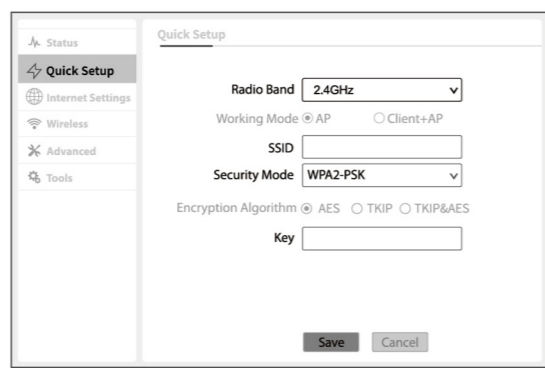 Status
Quick Setup
Internet Settings
Wireless
Advanced
Tools
Quick Setup
Radio Band 2.4GHz
Working Mode AP Client+AP
SSID
Security Mode WPA2-PSK
Encryption Algorithm AES TKIP TKIP&AES
Key
Save Cancel